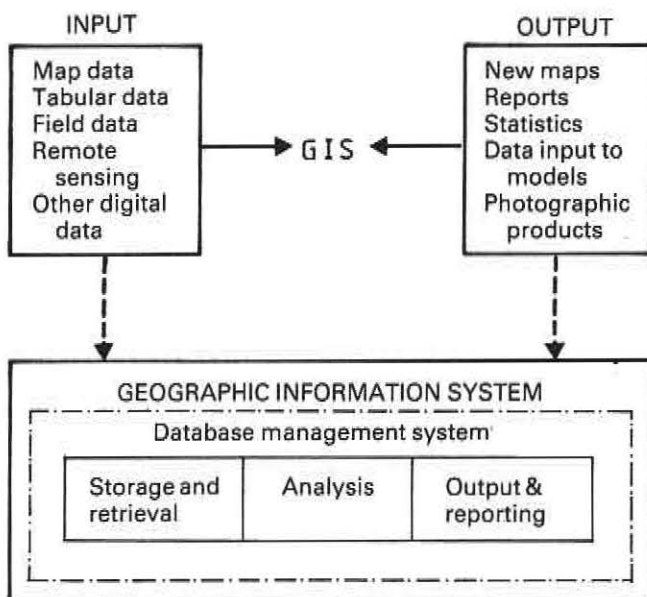 INPUT
Map data
Tabular data
Field data
Remote
sensing
Other digital
data
GIS
OUTPUT
New maps
Reports
Statistics
Data input to
models
Photographic
products
GEOGRAPHIC INFORMATION SYSTEM
Database management system
Storage and
retrieval
Analysis
Output &
reporting